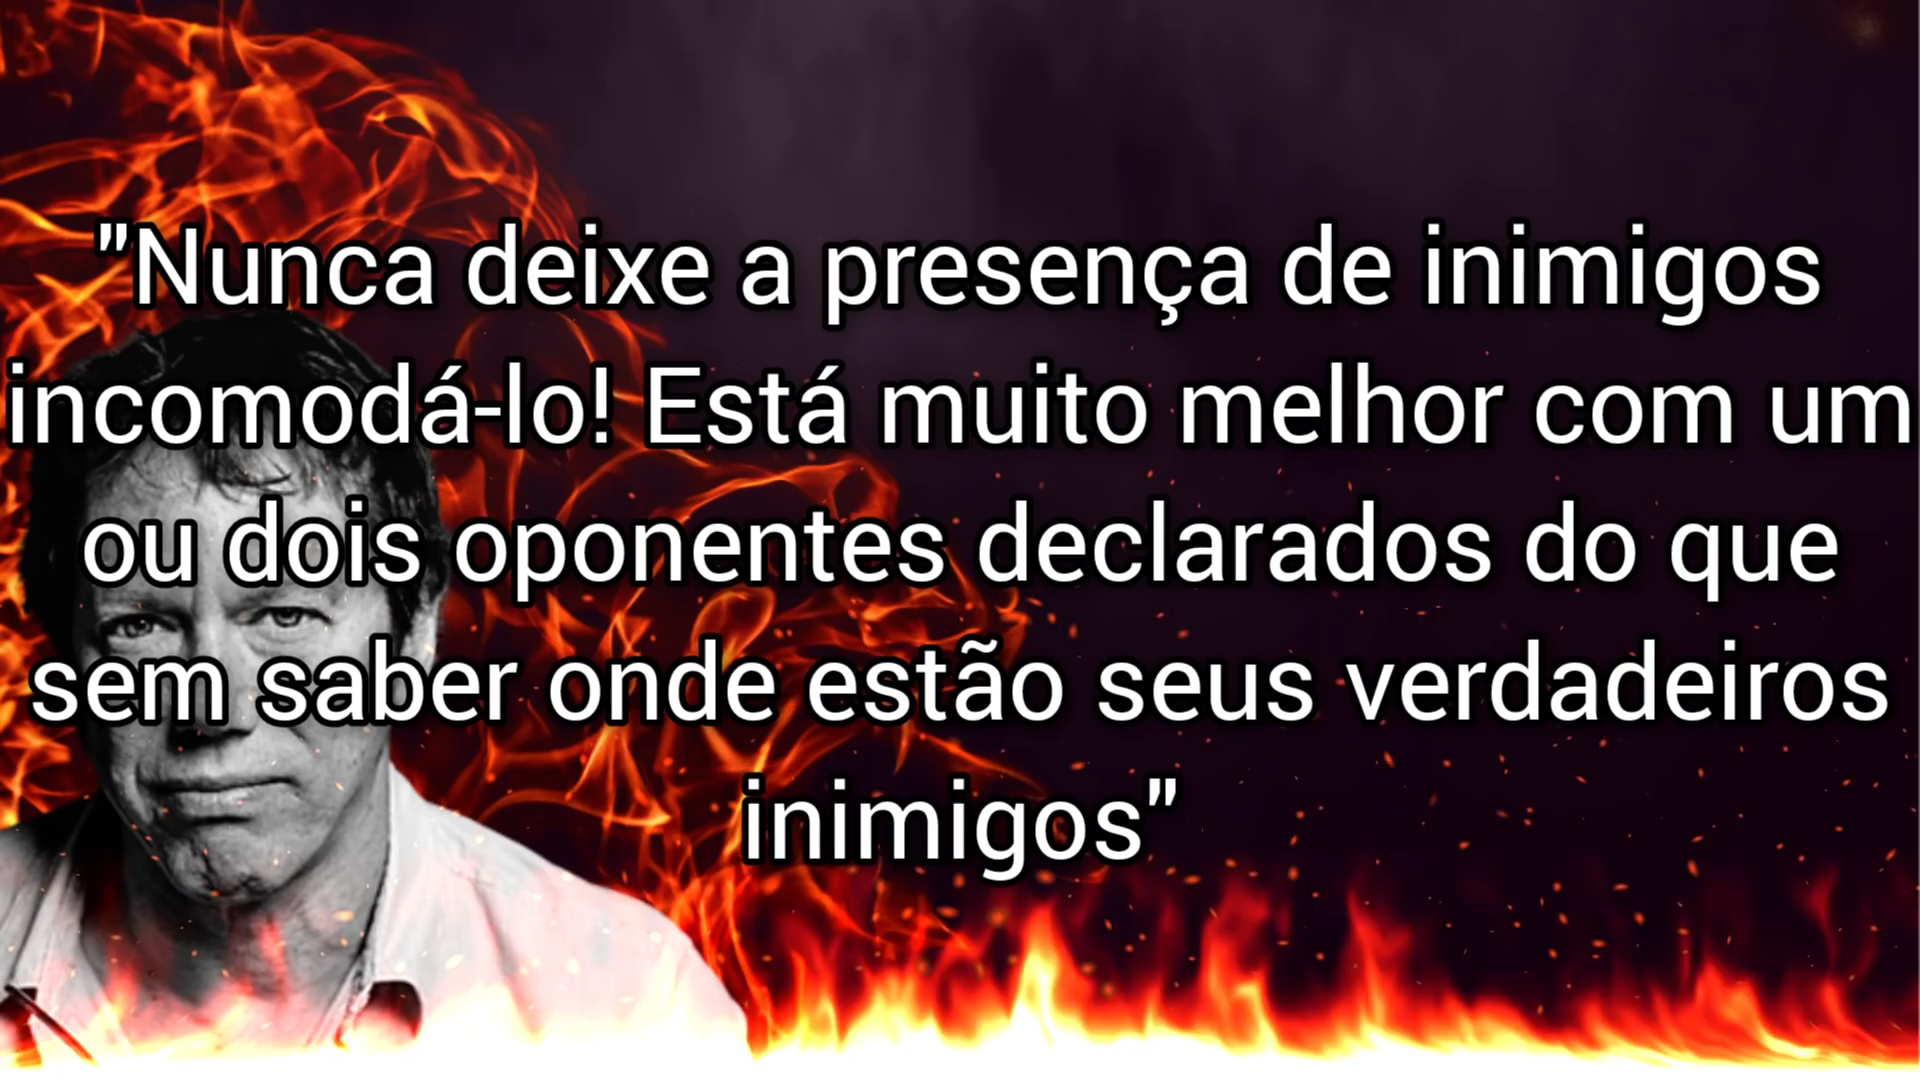 "Nunca deixe a presença de inimigos
incomodá-lo! Está muito melhor com um
ou dois oponentes declarados do que
sem saber onde estão seus verdadeiros
inimigos"